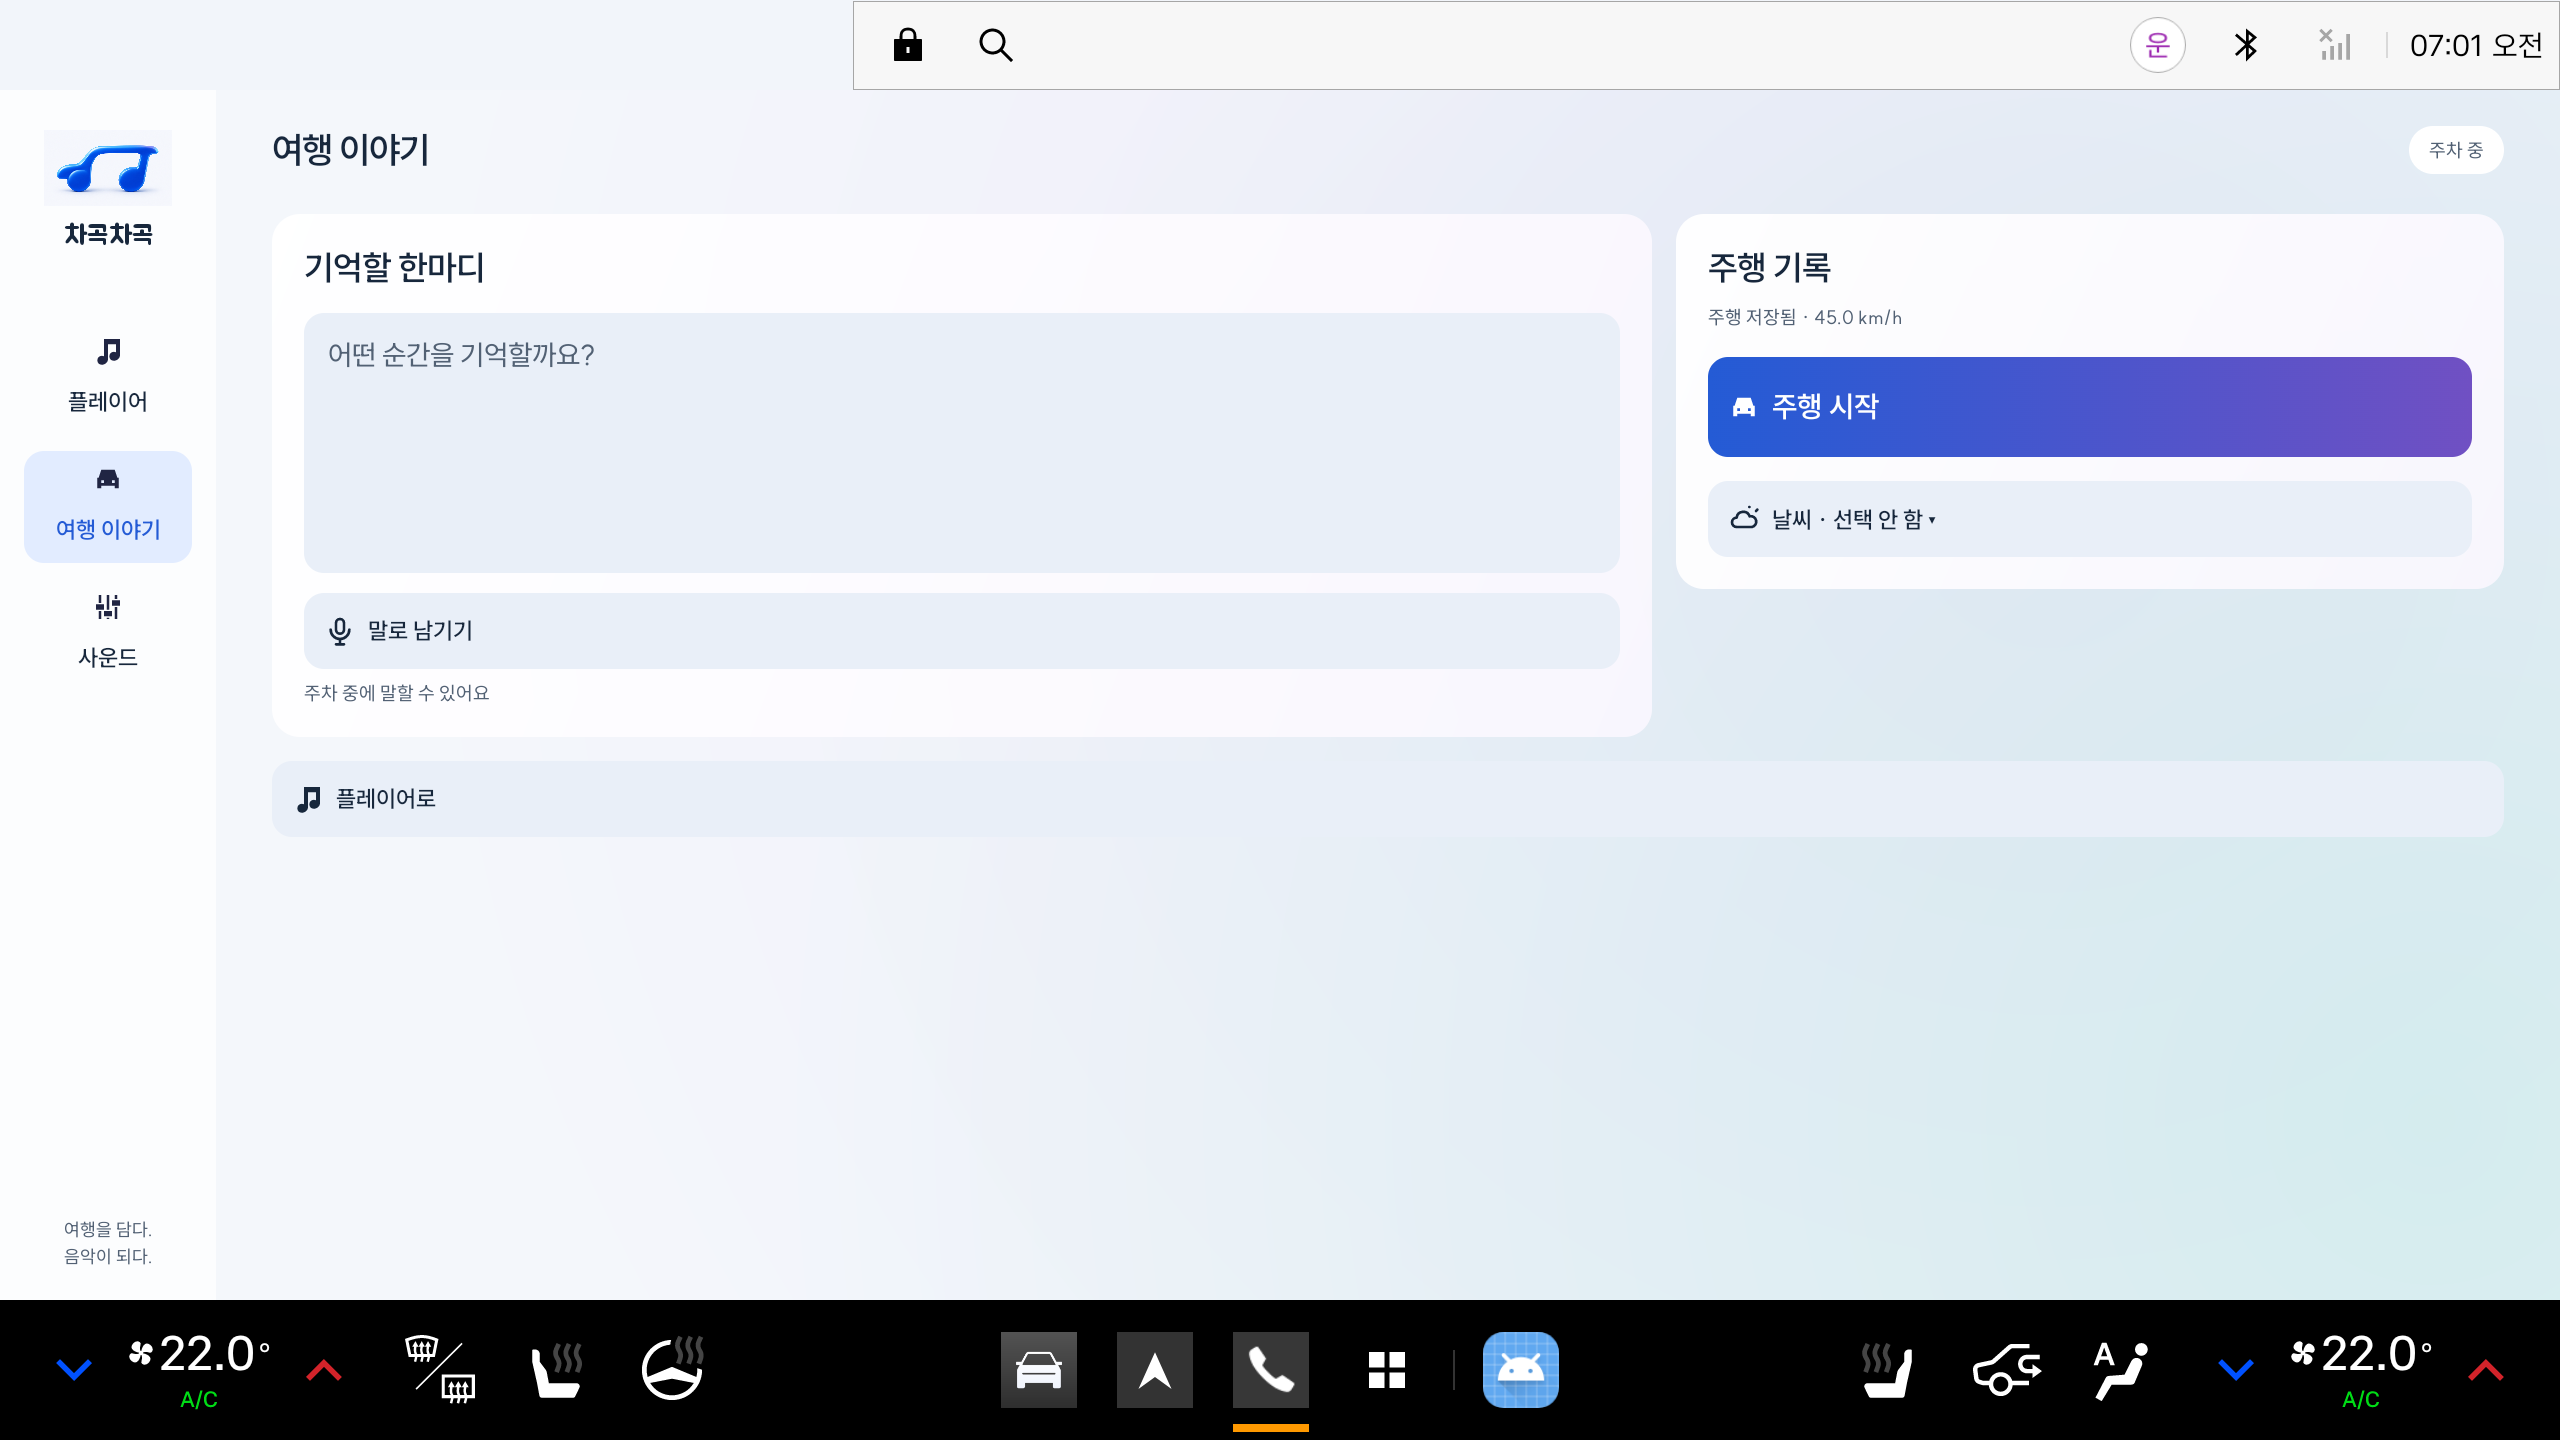 운
07:01 오전
차곡차곡
여행 이야기
주차 중
기억할 한마디
어떤 순간을 기억할까요?
말로 남기기
주차 중에 말할 수 있어요
주행 기록
주행 저장됨 · 45.0 km/h
주행 시작
날씨 · 선택 안 함 ▾
플레이어
여행 이야기
사운드
플레이어로
여행을 담다.
음악이 되다.
22.0°
A/C
A
22.0°
A/C